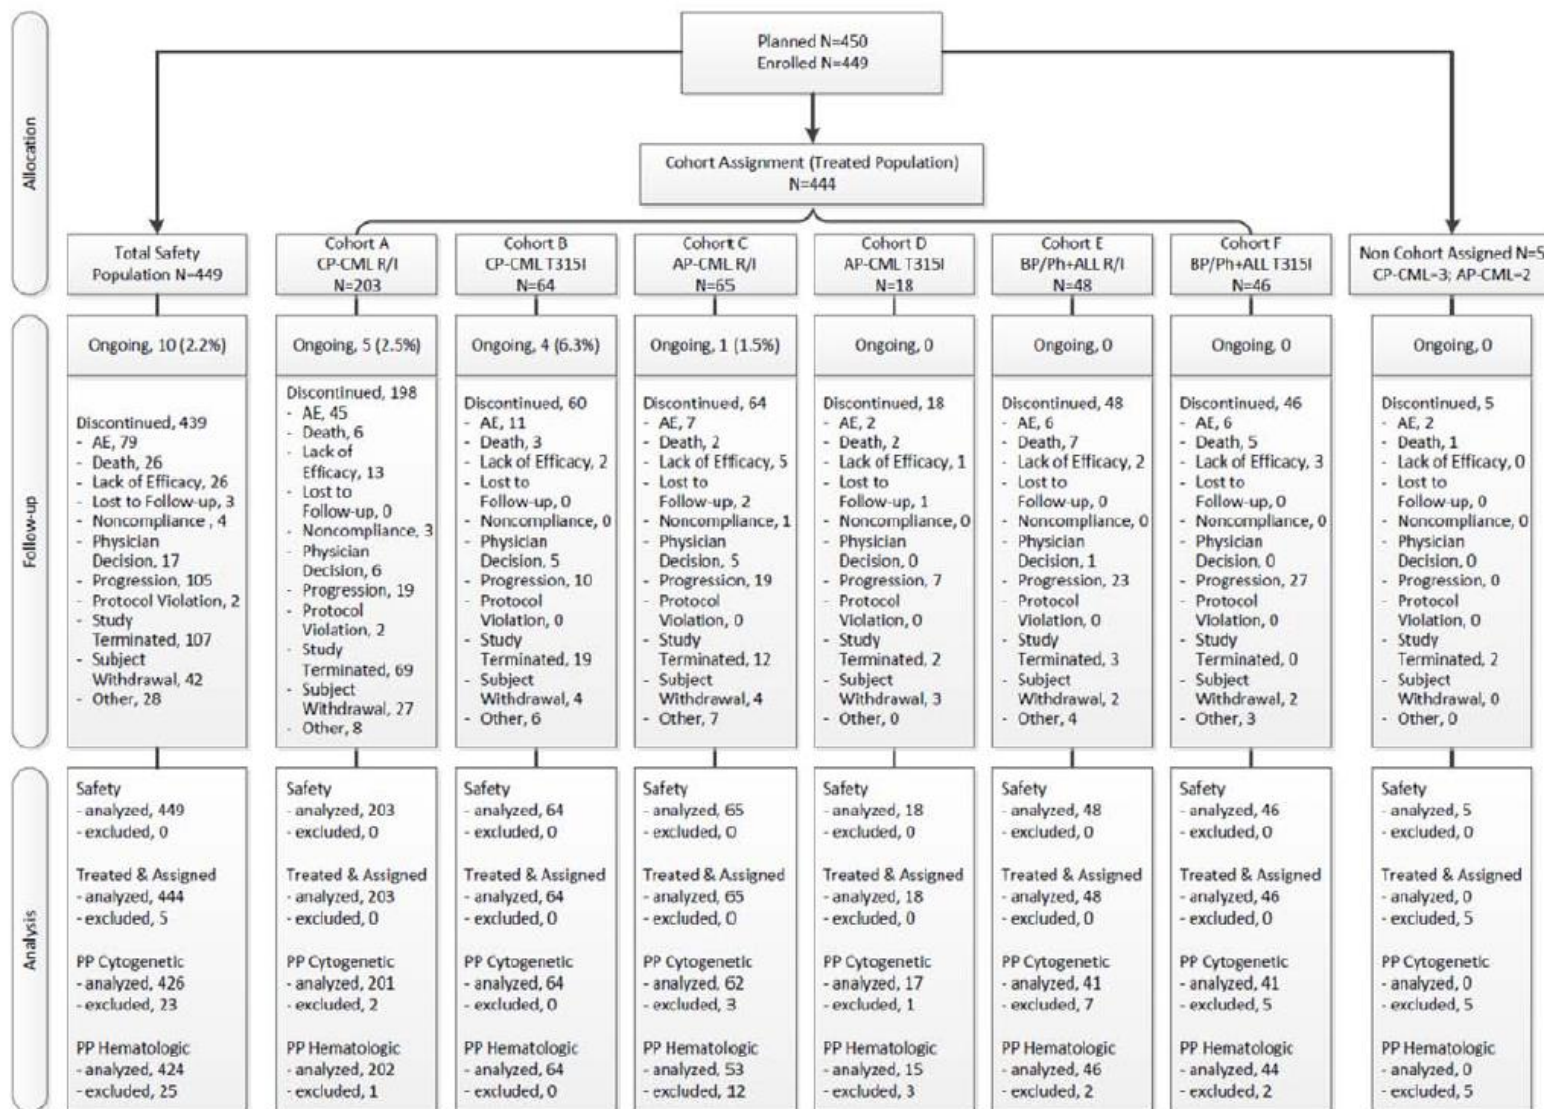 Planned N=450
Enrolled N=449
Allocation
Cohort Assignment (Treated Population)
N=444
Total Safety
Population N=449
Cohort A
CP-CML R/I
N=203
Cohort B
CP-CML T315I
N=64
Cohort C
AP-CML R/I
N=65
Cohort D
AP-CML T315I
N=18
Cohort E
BP/Ph+ALL R/I
N=48
Cohort F
BP/Ph+ALL T315I
N=46
Non Cohort Assigned N=5
CP-CML=3; AP-CML=2
Follow-up
Ongoing, 10 (2.2%)
Discontinued, 439
- AE, 79
- Death, 26
- Lack of Efficacy, 26
- Lost to Follow-up, 3
- Noncompliance , 4
- Physician
Decision, 17
- Progression, 105
- Protocol Violation, 2
- Study
Terminated, 107
- Subject
Withdrawal, 42
- Other, 28
Ongoing, 5 (2.5%)
Discontinued, 198
- AE, 45
- Death, 6
- Lack of
Efficacy, 13
- Lost to
Follow-up, 0
- Noncompliance, 3
- Physician
Decision, 6
- Progression, 19
- Protocol
Violation, 2
- Study
Terminated, 69
- Subject
Withdrawal, 27
- Other, 8
Ongoing, 4 (6.3%)
Discontinued, 60
- AE, 11
- Death, 3
- Lack of Efficacy, 2
- Lost to
Follow-up, 0
- Noncompliance, 0
- Physician
Decision, 5
- Progression, 10
- Protocol
Violation, 0
- Study
Terminated, 19
- Subject
Withdrawal, 4
- Other, 6
Ongoing, 1 (1.5%)
Discontinued, 64
- AE, 7
- Death, 2
- Lack of Efficacy, 5
- Lost to
Follow-up, 2
- Noncompliance, 1
- Physician
Decision, 5
- Progression, 19
- Protocol
Violation, 0
- Study
Terminated, 12
- Subject
Withdrawal, 4
- Other, 7
Ongoing, 0
Discontinued, 18
- AE, 2
- Death, 2
- Lack of Efficacy, 1
- Lost to
Follow-up, 1
- Noncompliance, 0
- Physician
Decision, 0
- Progression, 7
- Protocol
Violation, 0
- Study
Terminated, 2
- Subject
Withdrawal, 3
- Other, 0
Ongoing, 0
Discontinued, 48
- AE, 6
- Death, 7
- Lack of Efficacy, 2
- Lost to
Follow-up, 0
- Noncompliance, 0
- Physician
Decision, 1
- Progression, 23
- Protocol
Violation, 0
- Study
Terminated, 3
- Subject
Withdrawal, 2
- Other, 4
Ongoing, 0
Discontinued, 46
- AE, 6
- Death, 5
- Lack of Efficacy, 3
- Lost to
Follow-up, 0
- Noncompliance, 0
- Physician
Decision, 0
- Progression, 27
- Protocol
Violation, 0
- Study
Terminated, 0
- Subject
Withdrawal, 2
- Other, 3
Ongoing, 0
Discontinued, 5
- AE, 2
- Death, 1
- Lack of Efficacy, 0
- Lost to
Follow-up, 0
- Noncompliance, 0
- Physician
Decision, 0
- Progression, 0
- Protocol
Violation, 0
- Study
Terminated, 2
- Subject
Withdrawal, 0
- Other, 0
Analysis
Safety
- analyzed, 449
- excluded, 0
Treated & Assigned
- analyzed, 444
- excluded, 5
PP Cytogenetic
- analyzed, 426
- excluded, 23
PP Hematologic
- analyzed, 424
- excluded, 25
Safety
- analyzed, 203
- excluded, 0
Treated & Assigned
- analyzed, 203
- excluded, 0
PP Cytogenetic
- analyzed, 201
- excluded, 2
PP Hematologic
- analyzed, 202
- excluded, 1
Safety
- analyzed, 64
- excluded, 0
Treated & Assigned
- analyzed, 64
- excluded, 0
PP Cytogenetic
- analyzed, 64
- excluded, 0
PP Hematologic
- analyzed, 64
- excluded, 0
Safety
- analyzed, 65
- excluded, 0
Treated & Assigned
- analyzed, 65
- excluded, 0
PP Cytogenetic
- analyzed, 62
- excluded, 3
PP Hematologic
- analyzed, 53
- excluded, 12
Safety
- analyzed, 18
- excluded, 0
Treated & Assigned
- analyzed, 18
- excluded, 0
PP Cytogenetic
- analyzed, 17
- excluded, 1
PP Hematologic
- analyzed, 15
- excluded, 3
Safety
- analyzed, 48
- excluded, 0
Treated & Assigned
- analyzed, 48
- excluded, 0
PP Cytogenetic
- analyzed, 41
- excluded, 7
PP Hematologic
- analyzed, 46
- excluded, 2
Safety
- analyzed, 46
- excluded, 0
Treated & Assigned
- analyzed, 46
- excluded, 0
PP Cytogenetic
- analyzed, 41
- excluded, 5
PP Hematologic
- analyzed, 44
- excluded, 2
Safety
- analyzed, 5
- excluded, 0
Treated & Assigned
- analyzed, 0
- excluded, 5
PP Cytogenetic
- analyzed, 0
- excluded, 5
PP Hematologic
- analyzed, 0
- excluded, 5